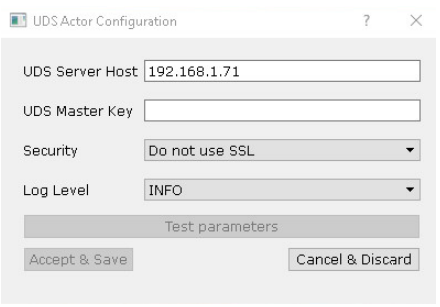 UDS Actor Configuration ?
UDS Server Host 192.168.1.71
UDS Master Key
Security Do not use SSL
Log Level INFO
Test parameters
Accept & Save Cancel & Discard